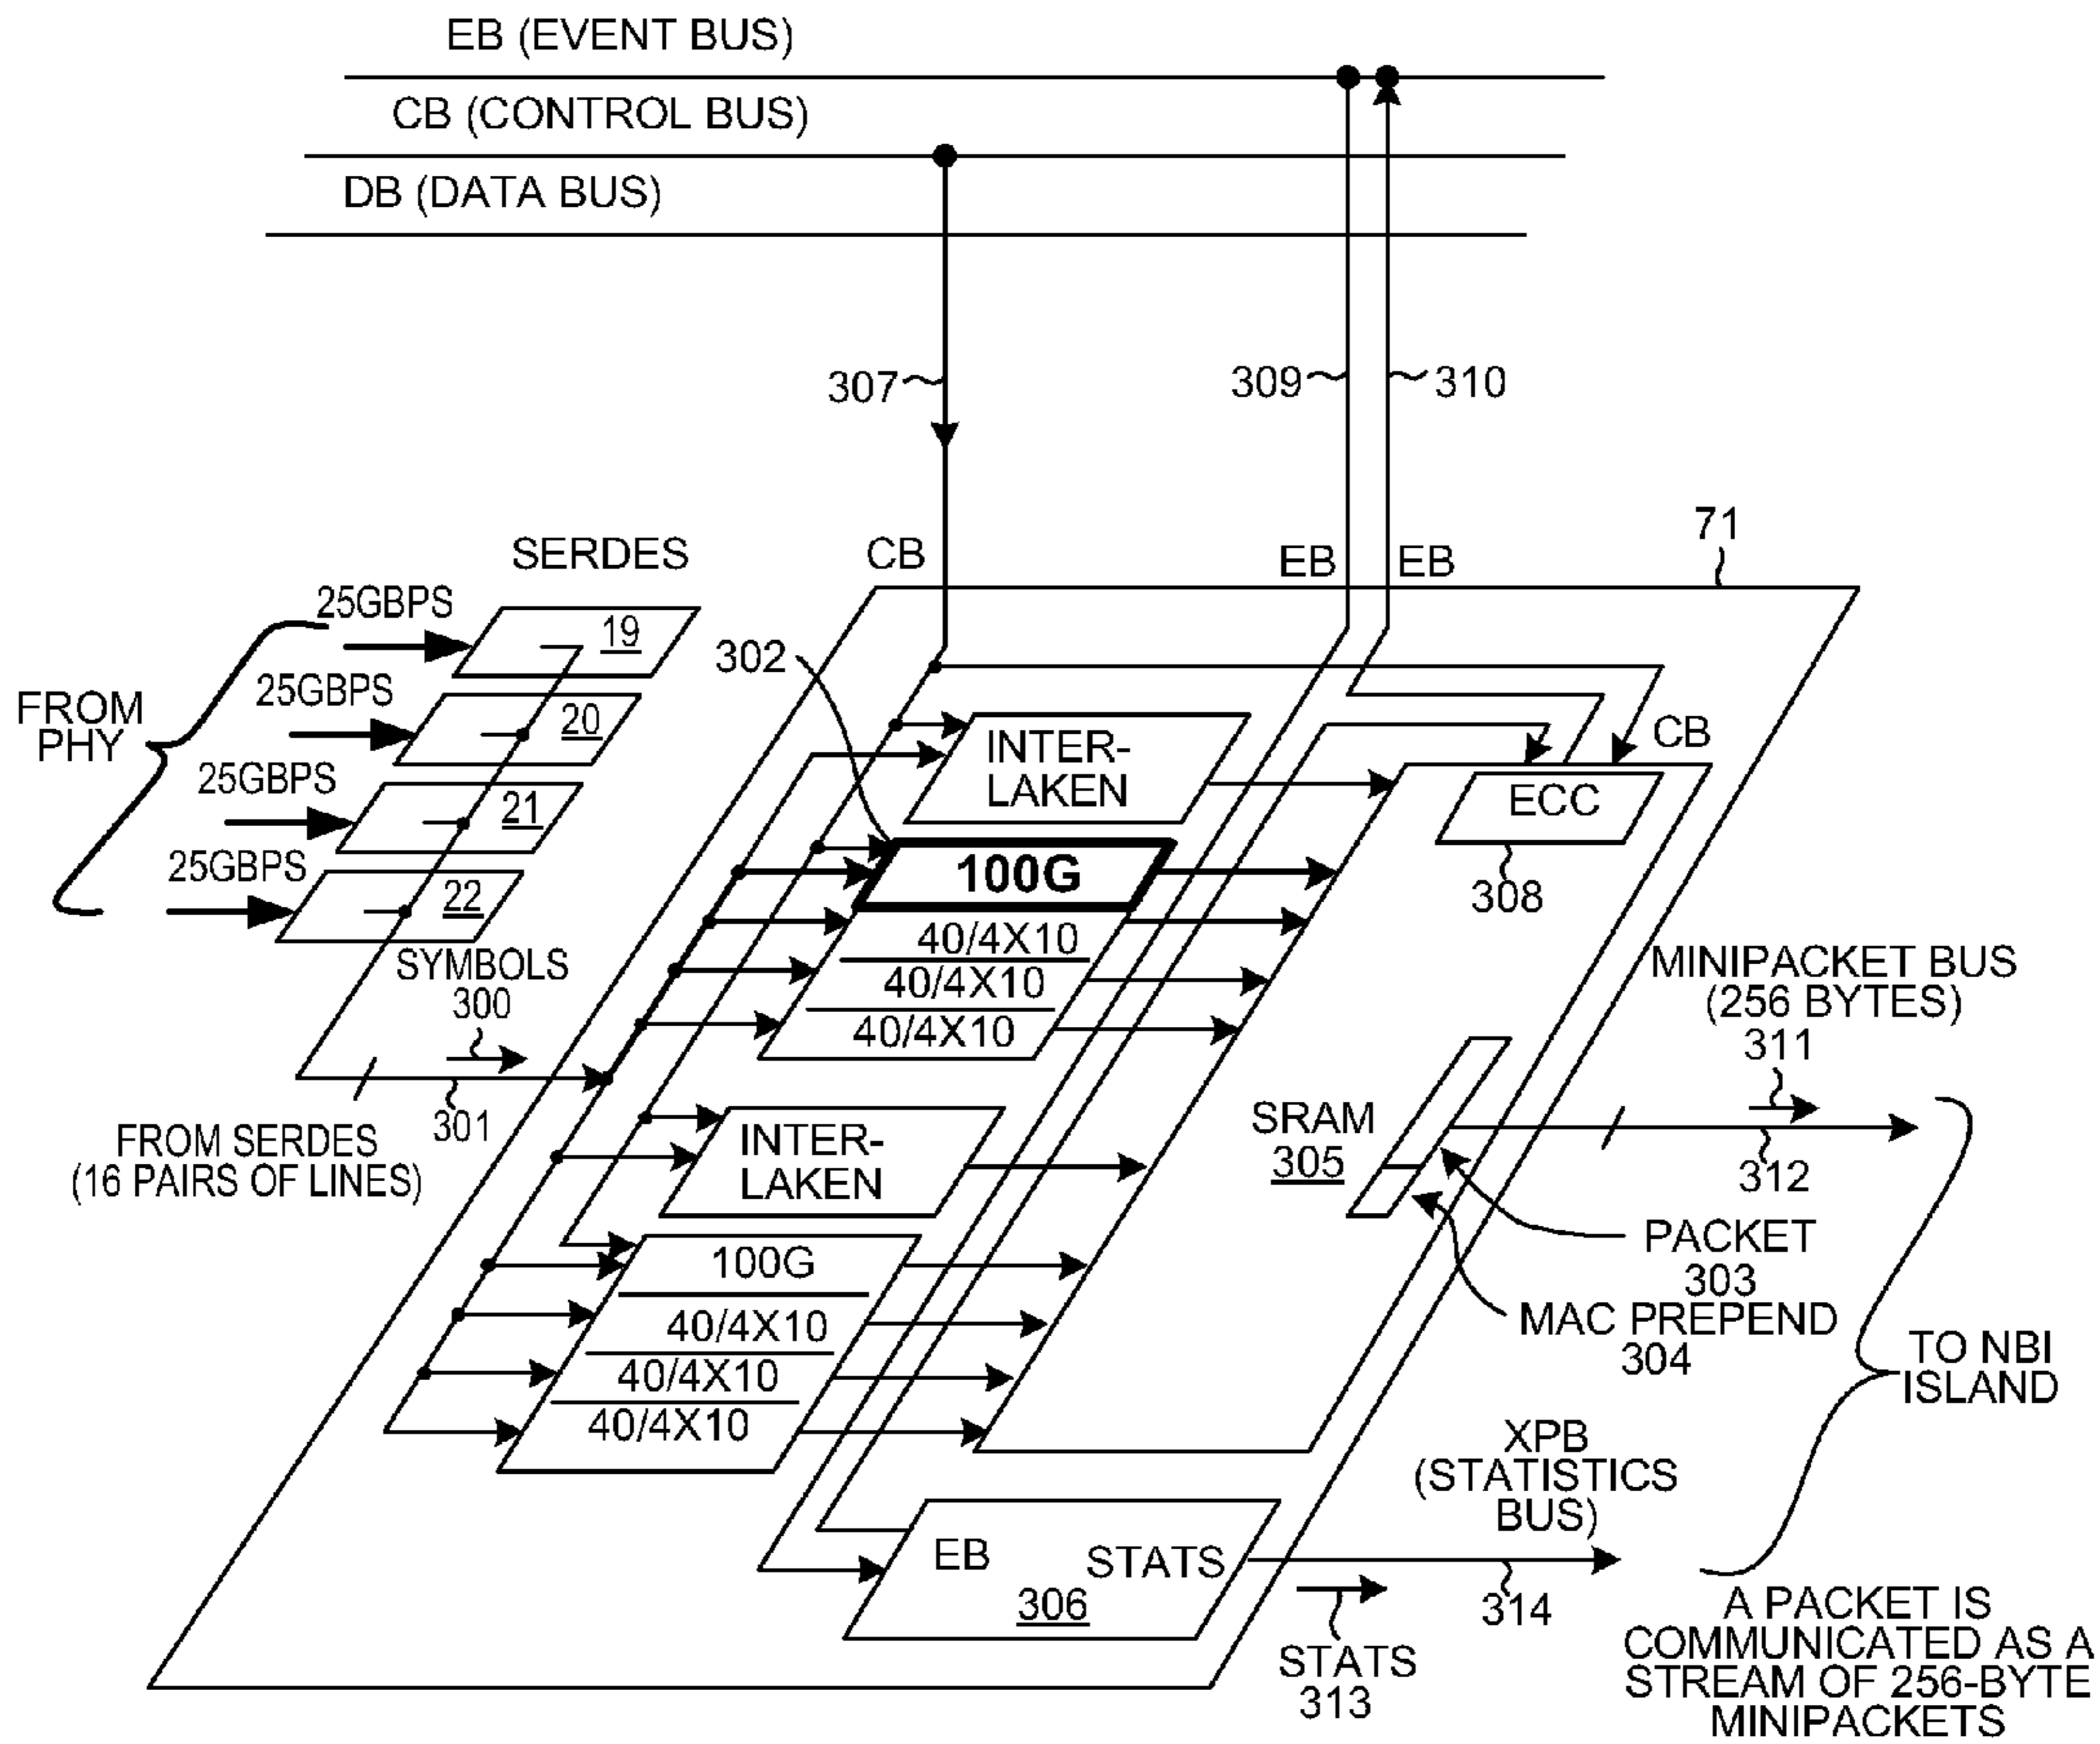 EB (EVENT BUS)
CB (CONTROL BUS)
DB (DATA BUS)
307
309
310
71
SERDES
CB
EB
EB
25GBPS
19
302
25GBPS
20
FROM
PHY
CB
INTER-
LAKEN
25GBPS
21
ECC
25GBPS
22
100G
308
40/4X10
40/4X10
40/4X10
SYMBOLS
300
MINIPACKET BUS
(256 BYTES)
311
301
FROM SERDES
(16 PAIRS OF LINES)
INTER-
LAKEN
SRAM
305
312
PACKET
303
MAC PREPEND
304
100G
40/4X10
40/4X10
40/4X10
TO NBI
ISLAND
XPB
(STATISTICS
BUS)
EB
STATS
306
314
STATS
313
A PACKET IS
COMMUNICATED AS A
STREAM OF 256-BYTE
MINIPACKETS